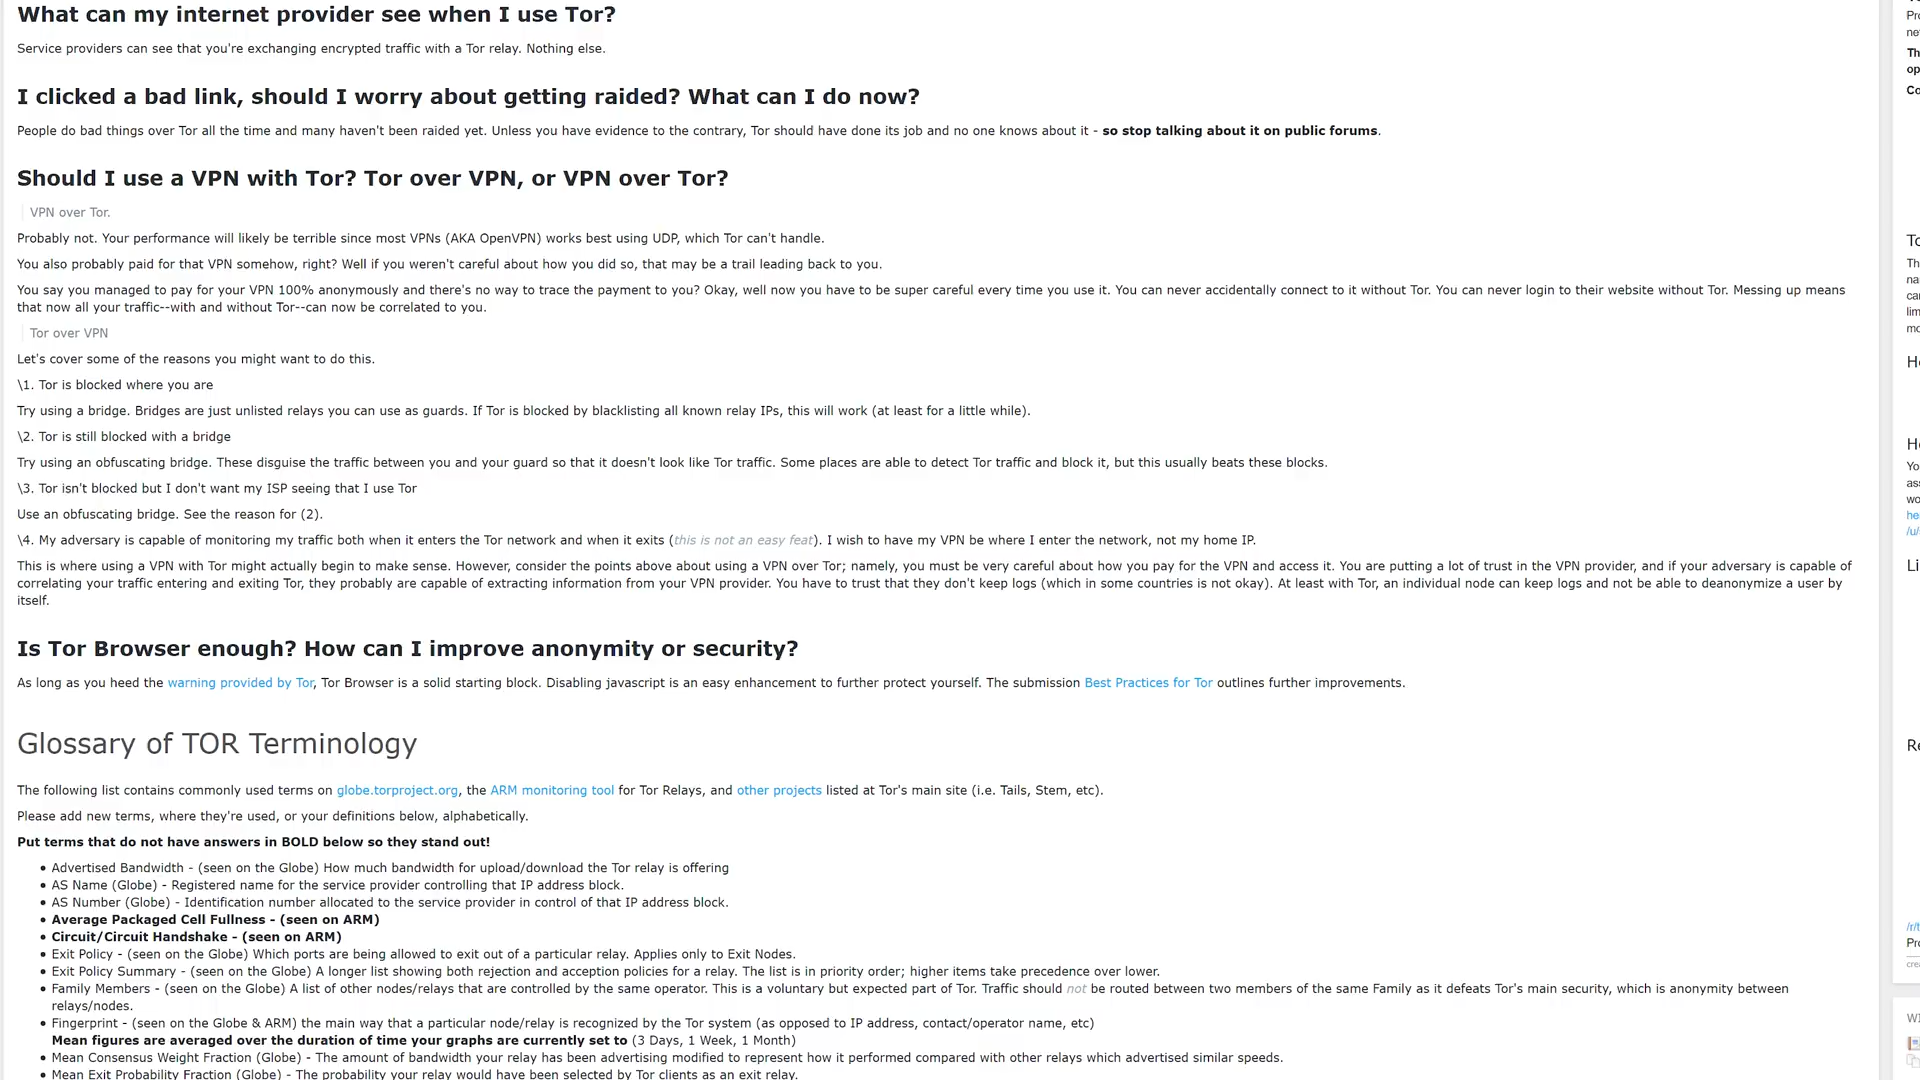 What can my internet provider see when I use Tor?
Service providers can see that you're exchanging encrypted traffic with a Tor relay. Nothing else.
I clicked a bad link, should I worry about getting raided? What can I do now?
People do bad things over Tor all the time and many haven't been raided yet. Unless you have evidence to the contrary, Tor should have done its job and no one knows about it - so stop talking about it on public forums.
Should I use a VPN with Tor? Tor over VPN, or VPN over Tor?
VPN over Tor.
Probably not. Your performance will likely be terrible since most VPNs (AKA OpenVPN) works best using UDP, which Tor can't handle.
You also probably paid for that VPN somehow, right? Well if you weren't careful about how you did so, that may be a trail leading back to you.
You say you managed to pay for your VPN 100% anonymously and there's no way to trace the payment to you? Okay, well now you have to be super careful every time you use it. You can never accidentally connect to it without Tor. You can never login to their website without Tor. Messing up means
that now all your traffic--with and without Tor--can now be correlated to you.
Tor over VPN
Let's cover some of the reasons you might want to do this.
\1. Tor is blocked where you are
Try using a bridge. Bridges are just unlisted relays you can use as guards. If Tor is blocked by blacklisting all known relay IPs, this will work (at least for a little while).
\2. Tor is still blocked with a bridge
Try using an obfuscating bridge. These disguise the traffic between you and your guard so that it doesn't look like Tor traffic. Some places are able to detect Tor traffic and block it, but this usually beats these blocks.
\3. Tor isn't blocked but I don't want my ISP seeing that I use Tor
Use an obfuscating bridge. See the reason for (2).
\4. My adversary is capable of monitoring my traffic both when it enters the Tor network and when it exits (this is not an easy feat). I wish to have my VPN be where I enter the network, not my home IP.
This is where using a VPN with Tor might actually begin to make sense. However, consider the points above about using a VPN over Tor; namely, you must be very careful about how you pay for the VPN and access it. You are putting a lot of trust in the VPN provider, and if your adversary is capable of
correlating your traffic entering and exiting Tor, they probably are capable of extracting information from your VPN provider. You have to trust that they don't keep logs (which in some countries is not okay). At least with Tor, an individual node can keep logs and not be able to deanonymize a user by
itself.
Is Tor Browser enough? How can I improve anonymity or security?
As long as you heed the warning provided by Tor, Tor Browser is a solid starting block. Disabling javascript is an easy enhancement to further protect yourself. The submission Best Practices for Tor outlines further improvements.
Glossary of TOR Terminology
The following list contains commonly used terms on globe.torproject.org, the ARM monitoring tool for Tor Relays, and other projects listed at Tor's main site (i.e. Tails, Stem, etc).
Please add new terms, where they're used, or your definitions below, alphabetically.
Put terms that do not have answers in BOLD below so they stand out!
• Advertised Bandwidth - (seen on the Globe) How much bandwidth for upload/download the Tor relay is offering
• AS Name (Globe) - Registered name for the service provider controlling that IP address block.
• AS Number (Globe) - Identification number allocated to the service provider in control of that IP address block.
• Average Packaged Cell Fullness - (seen on ARM)
• Circuit/Circuit Handshake - (seen on ARM)
• Exit Policy - (seen on the Globe) Which ports are being allowed to exit out of a particular relay. Applies only to Exit Nodes.
• Exit Policy Summary - (seen on the Globe) A longer list showing both rejection and acception policies for a relay. The list is in priority order; higher items take precedence over lower.
• Family Members - (seen on the Globe) A list of other nodes/relays that are controlled by the same operator. This is a voluntary but expected part of Tor. Traffic should not be routed between two members of the same Family as it defeats Tor's main security, which is anonymity between
relays/nodes.
• Fingerprint - (seen on the Globe & ARM) the main way that a particular node/relay is recognized by the Tor system (as opposed to IP address, contact/operator name, etc)
Mean figures are averaged over the duration of time your graphs are currently set to (3 Days, 1 Week, 1 Month)
• Mean Consensus Weight Fraction (Globe) - The amount of bandwidth your relay has been advertising modified to represent how it performed compared with other relays which advertised similar speeds.
• Mean Exit Probability Fraction (Globe) - The probability your relay would have been selected by Tor clients as an exit relay.